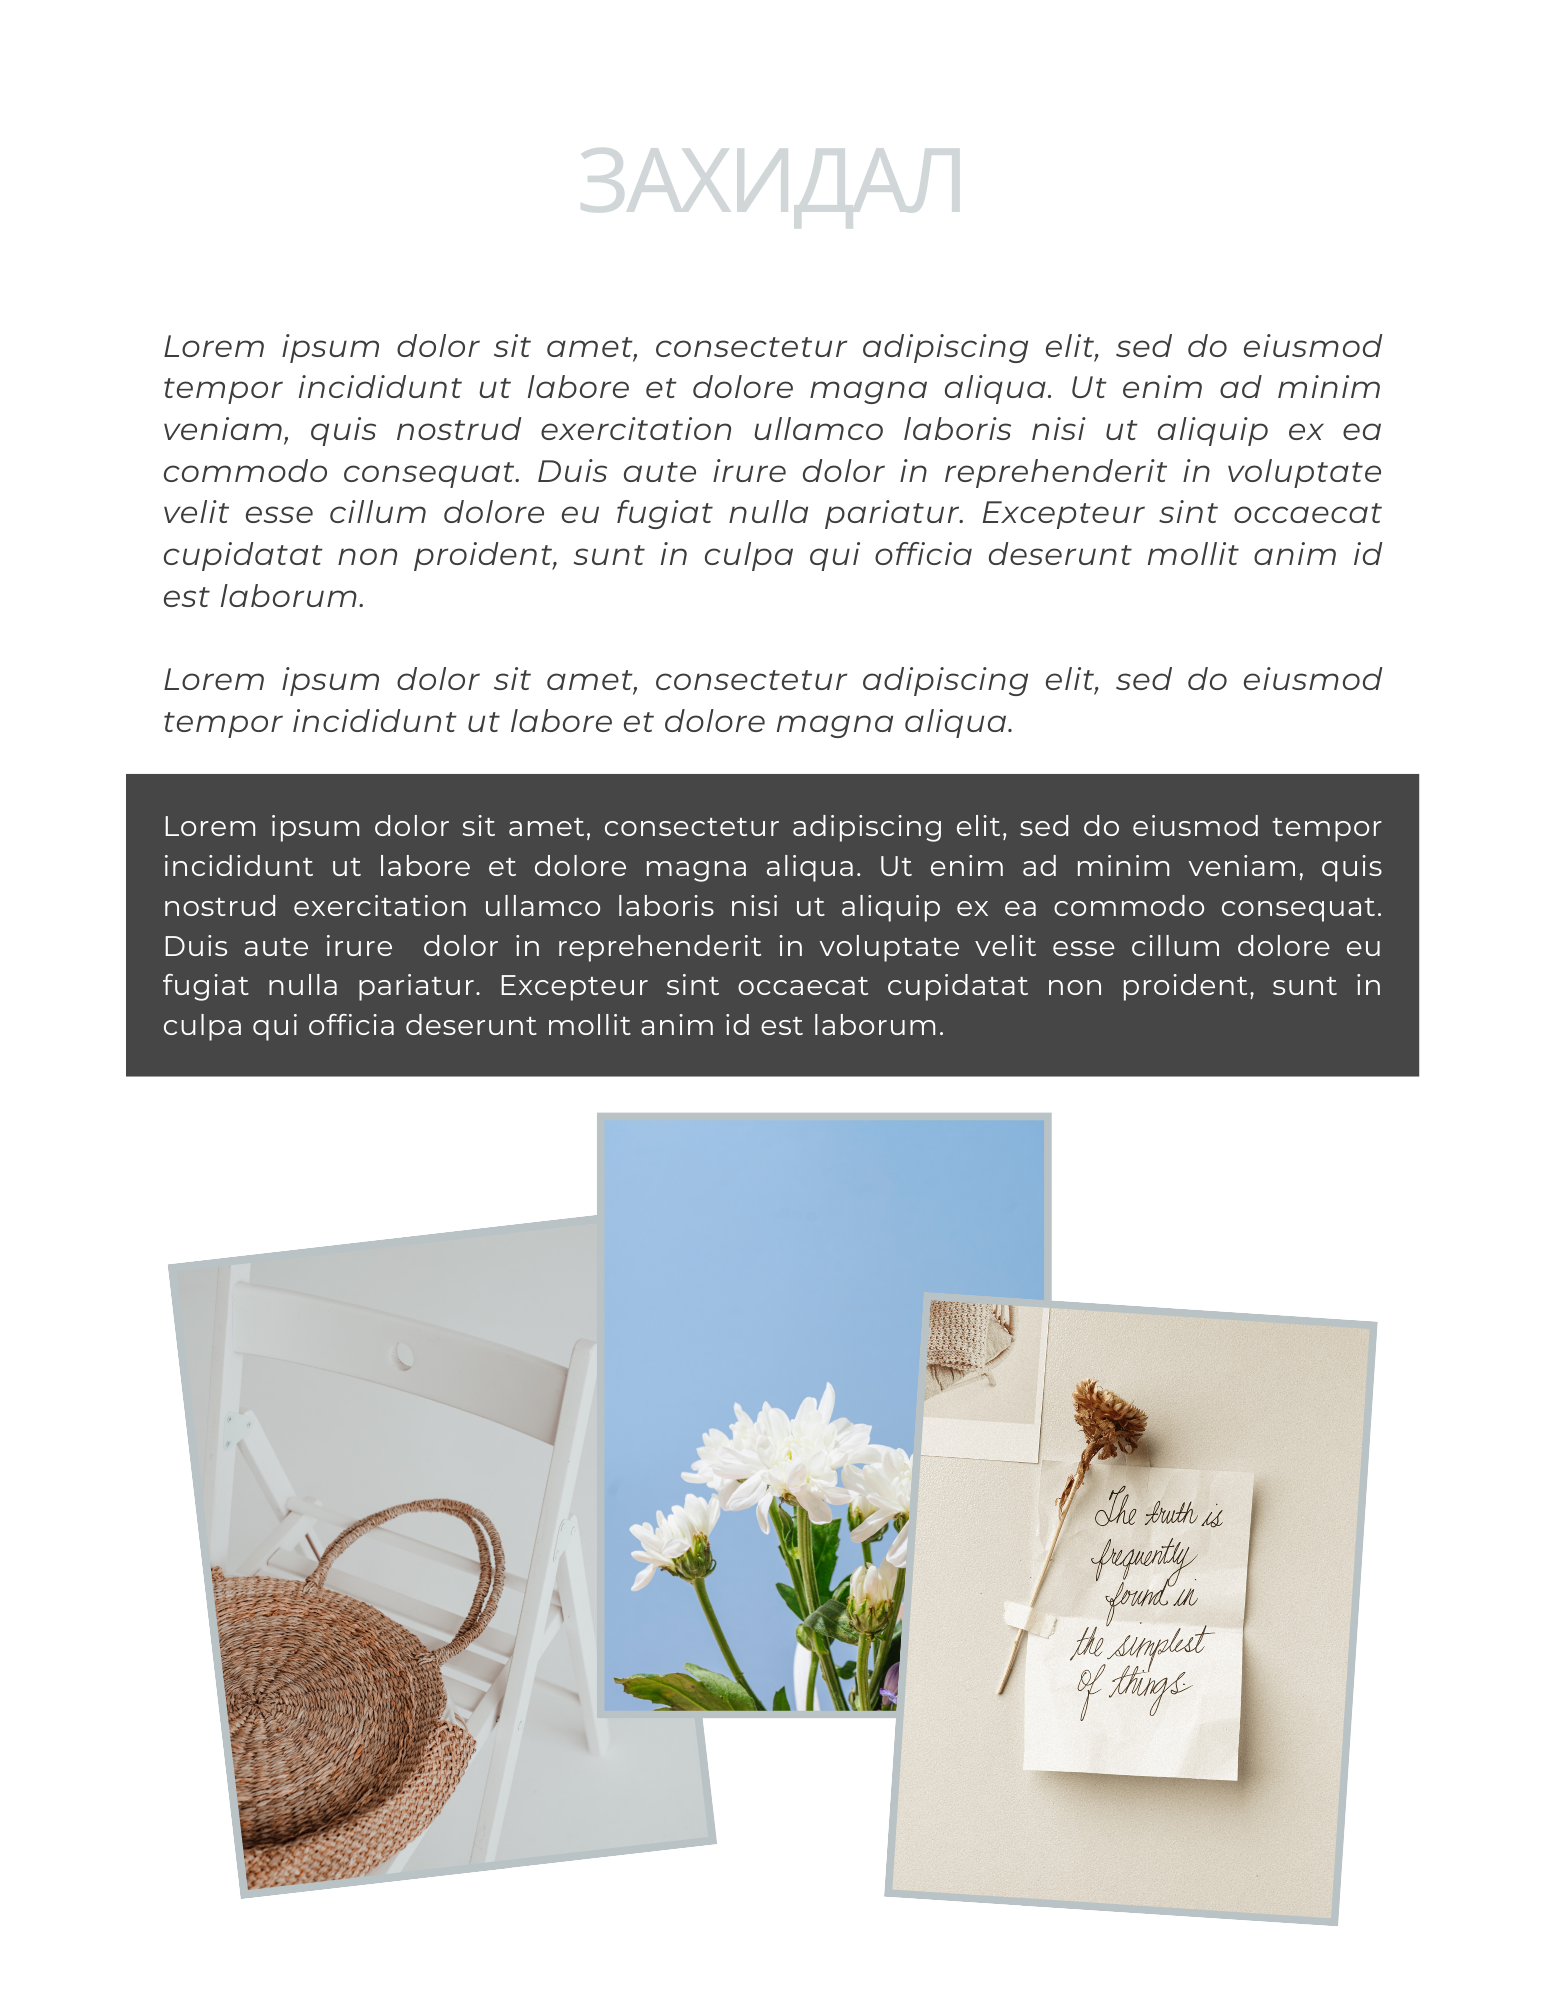 ЗАХИДАЛ
Lorem ipsum dolor sit amet, consectetur adipiscing elit, sed do eiusmod
tempor incididunt ut labore et dolore magna aliqua. Ut enim ad minim
veniam, quis nostrud exercitation ullamco laboris nisi ut aliquip ex ea
commodo consequat. Duis aute irure dolor in reprehenderit in voluptate
velit esse cillum dolore eu fugiat nulla pariatur. Excepteur sint occaecat
cupidatat non proident, sunt in culpa qui officia deserunt mollit anim id
est laborum.
Lorem ipsum dolor sit amet, consectetur adipiscing elit, sed do eiusmod
tempor incididunt ut labore et dolore magna aliqua.
Lorem ipsum dolor sit amet, consectetur adipiscing elit, sed do eiusmod tempor
incididunt ut labore et dolore magna aliqua. Ut enim ad minim veniam, quis
nostrud exercitation ullamco laboris nisi ut aliquip ex ea commodo consequat.
Duis aute irure dolor in reprehenderit in voluptate velit esse cillum dolore eu
fugiat nulla pariatur. Excepteur sint occaecat cupidatat non proident, sunt in
culpa qui officia deserunt mollit anim id est laborum.
The truth is
frequently
found in
the simplest
of things.